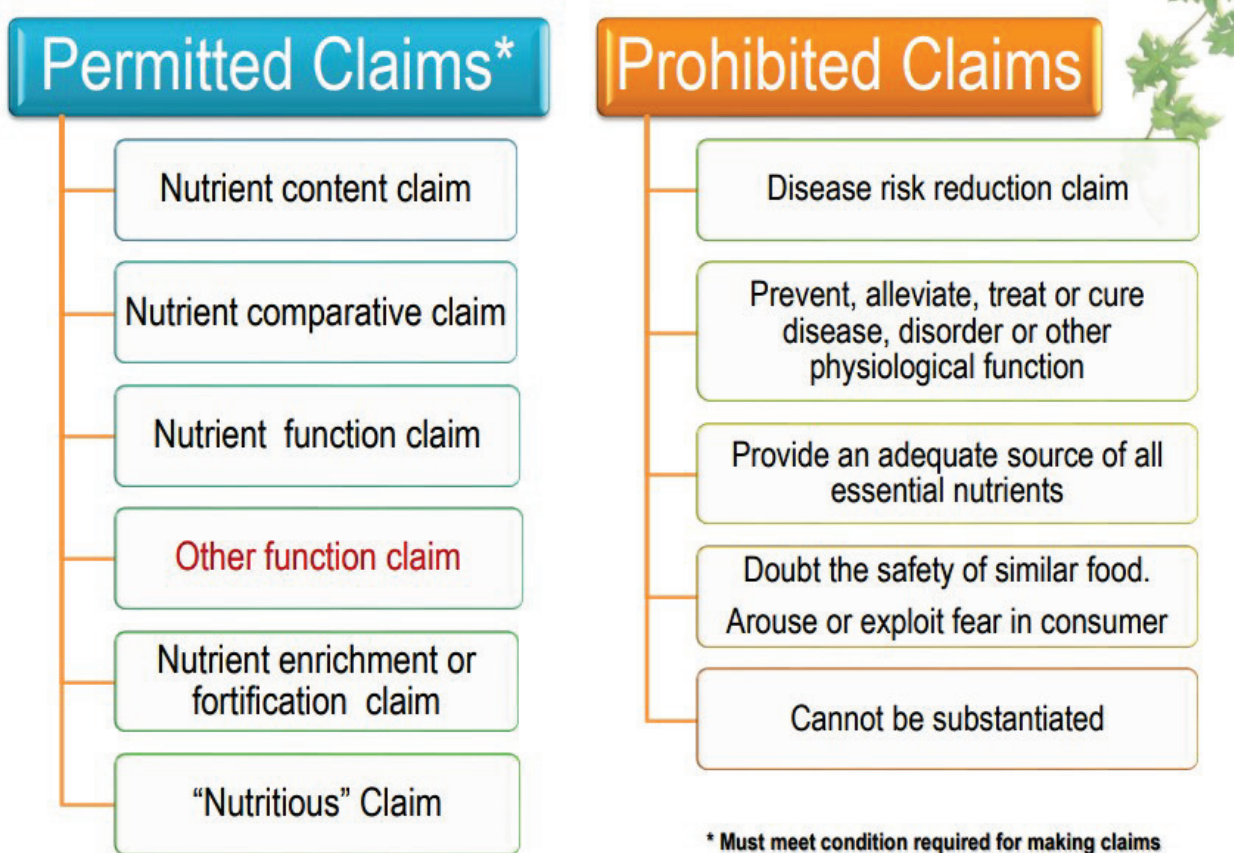 Permitted Claims*
Nutrient content claim
Nutrient comparative claim
Nutrient function claim
Other function claim
Nutrient enrichment or
fortification claim
“Nutritious” Claim
Prohibited Claims
Disease risk reduction claim
Prevent, alleviate, treat or cure
disease, disorder or other
physiological function
Provide an adequate source of all
essential nutrients
Doubt the safety of similar food.
Arouse or exploit fear in consumer
Cannot be substantiated
* Must meet condition required for making claims